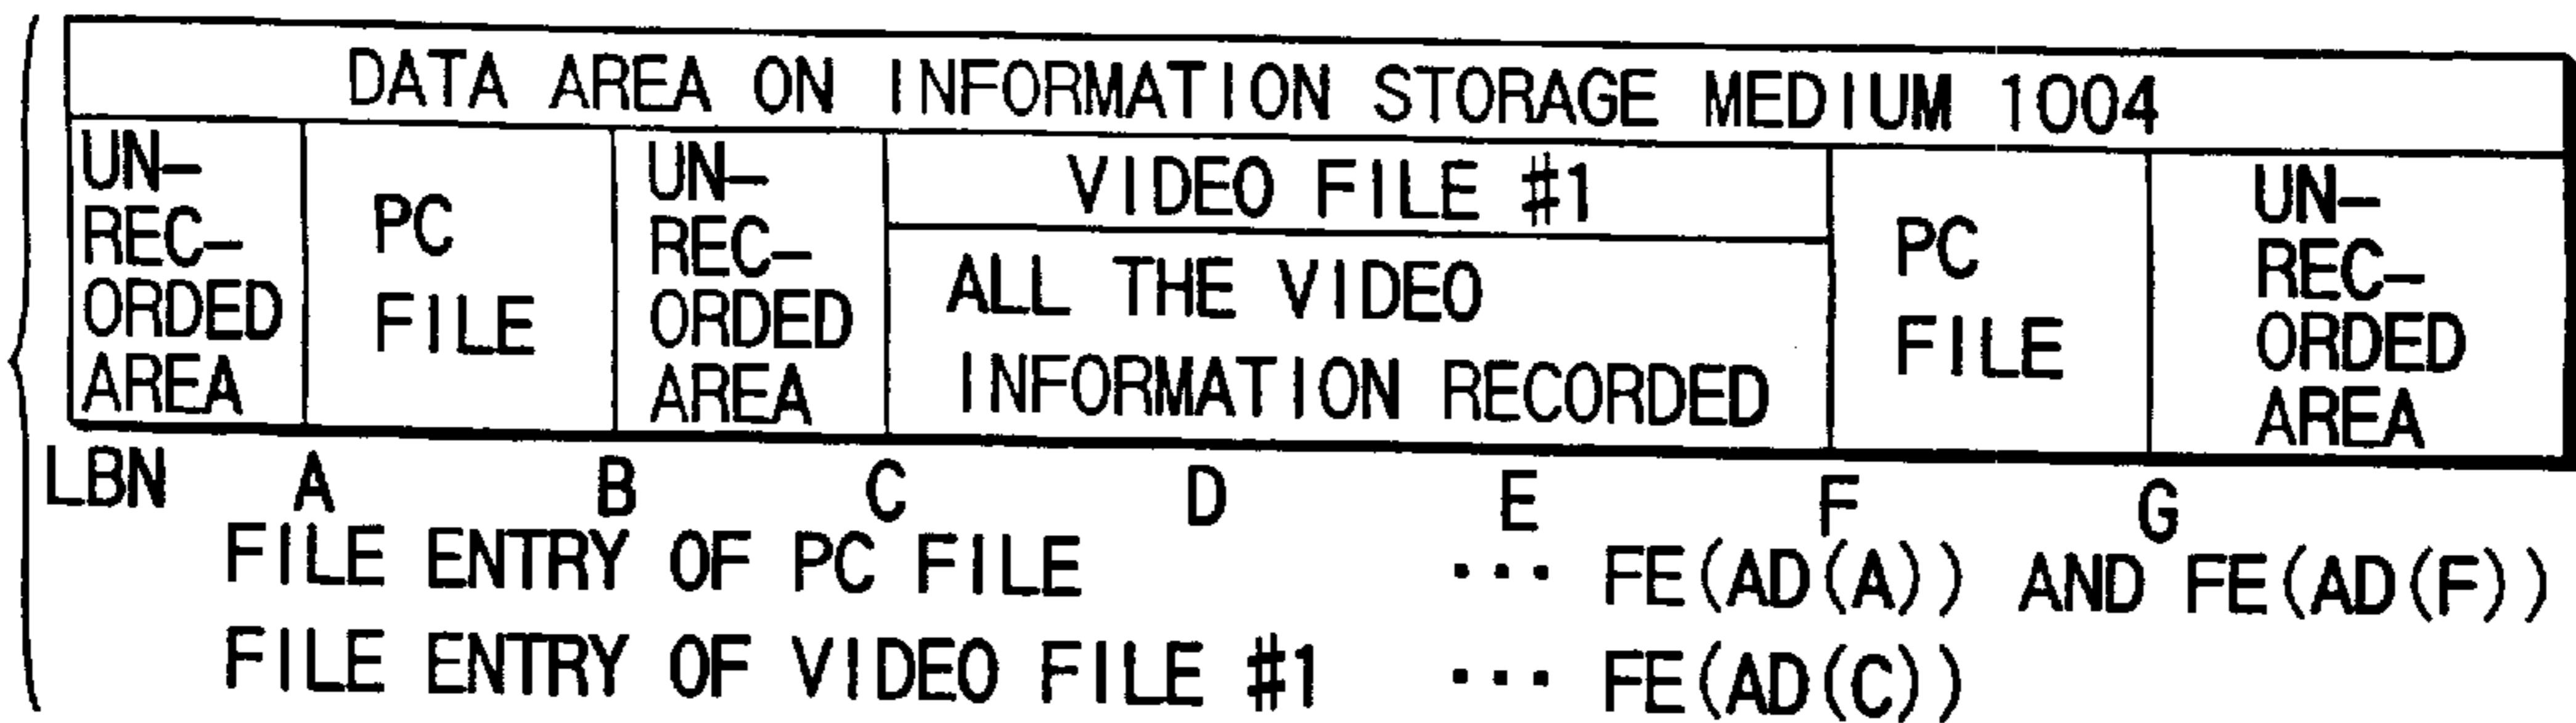 DATA AREA ON INFORMATION STORAGE MEDIUM 1004
UN-
REC-
ORDED
AREA
PC
FILE
UN-
REC-
ORDED
AREA
VIDEO FILE #1
ALL THE VIDEO
INFORMATION RECORDED
PC
FILE
UN-
REC-
ORDED
AREA
LBN A B C D E F G
FILE ENTRY OF PC FILE ... FE(AD(A)) AND FE(AD(F))
FILE ENTRY OF VIDEO FILE #1 ... FE(AD(C))